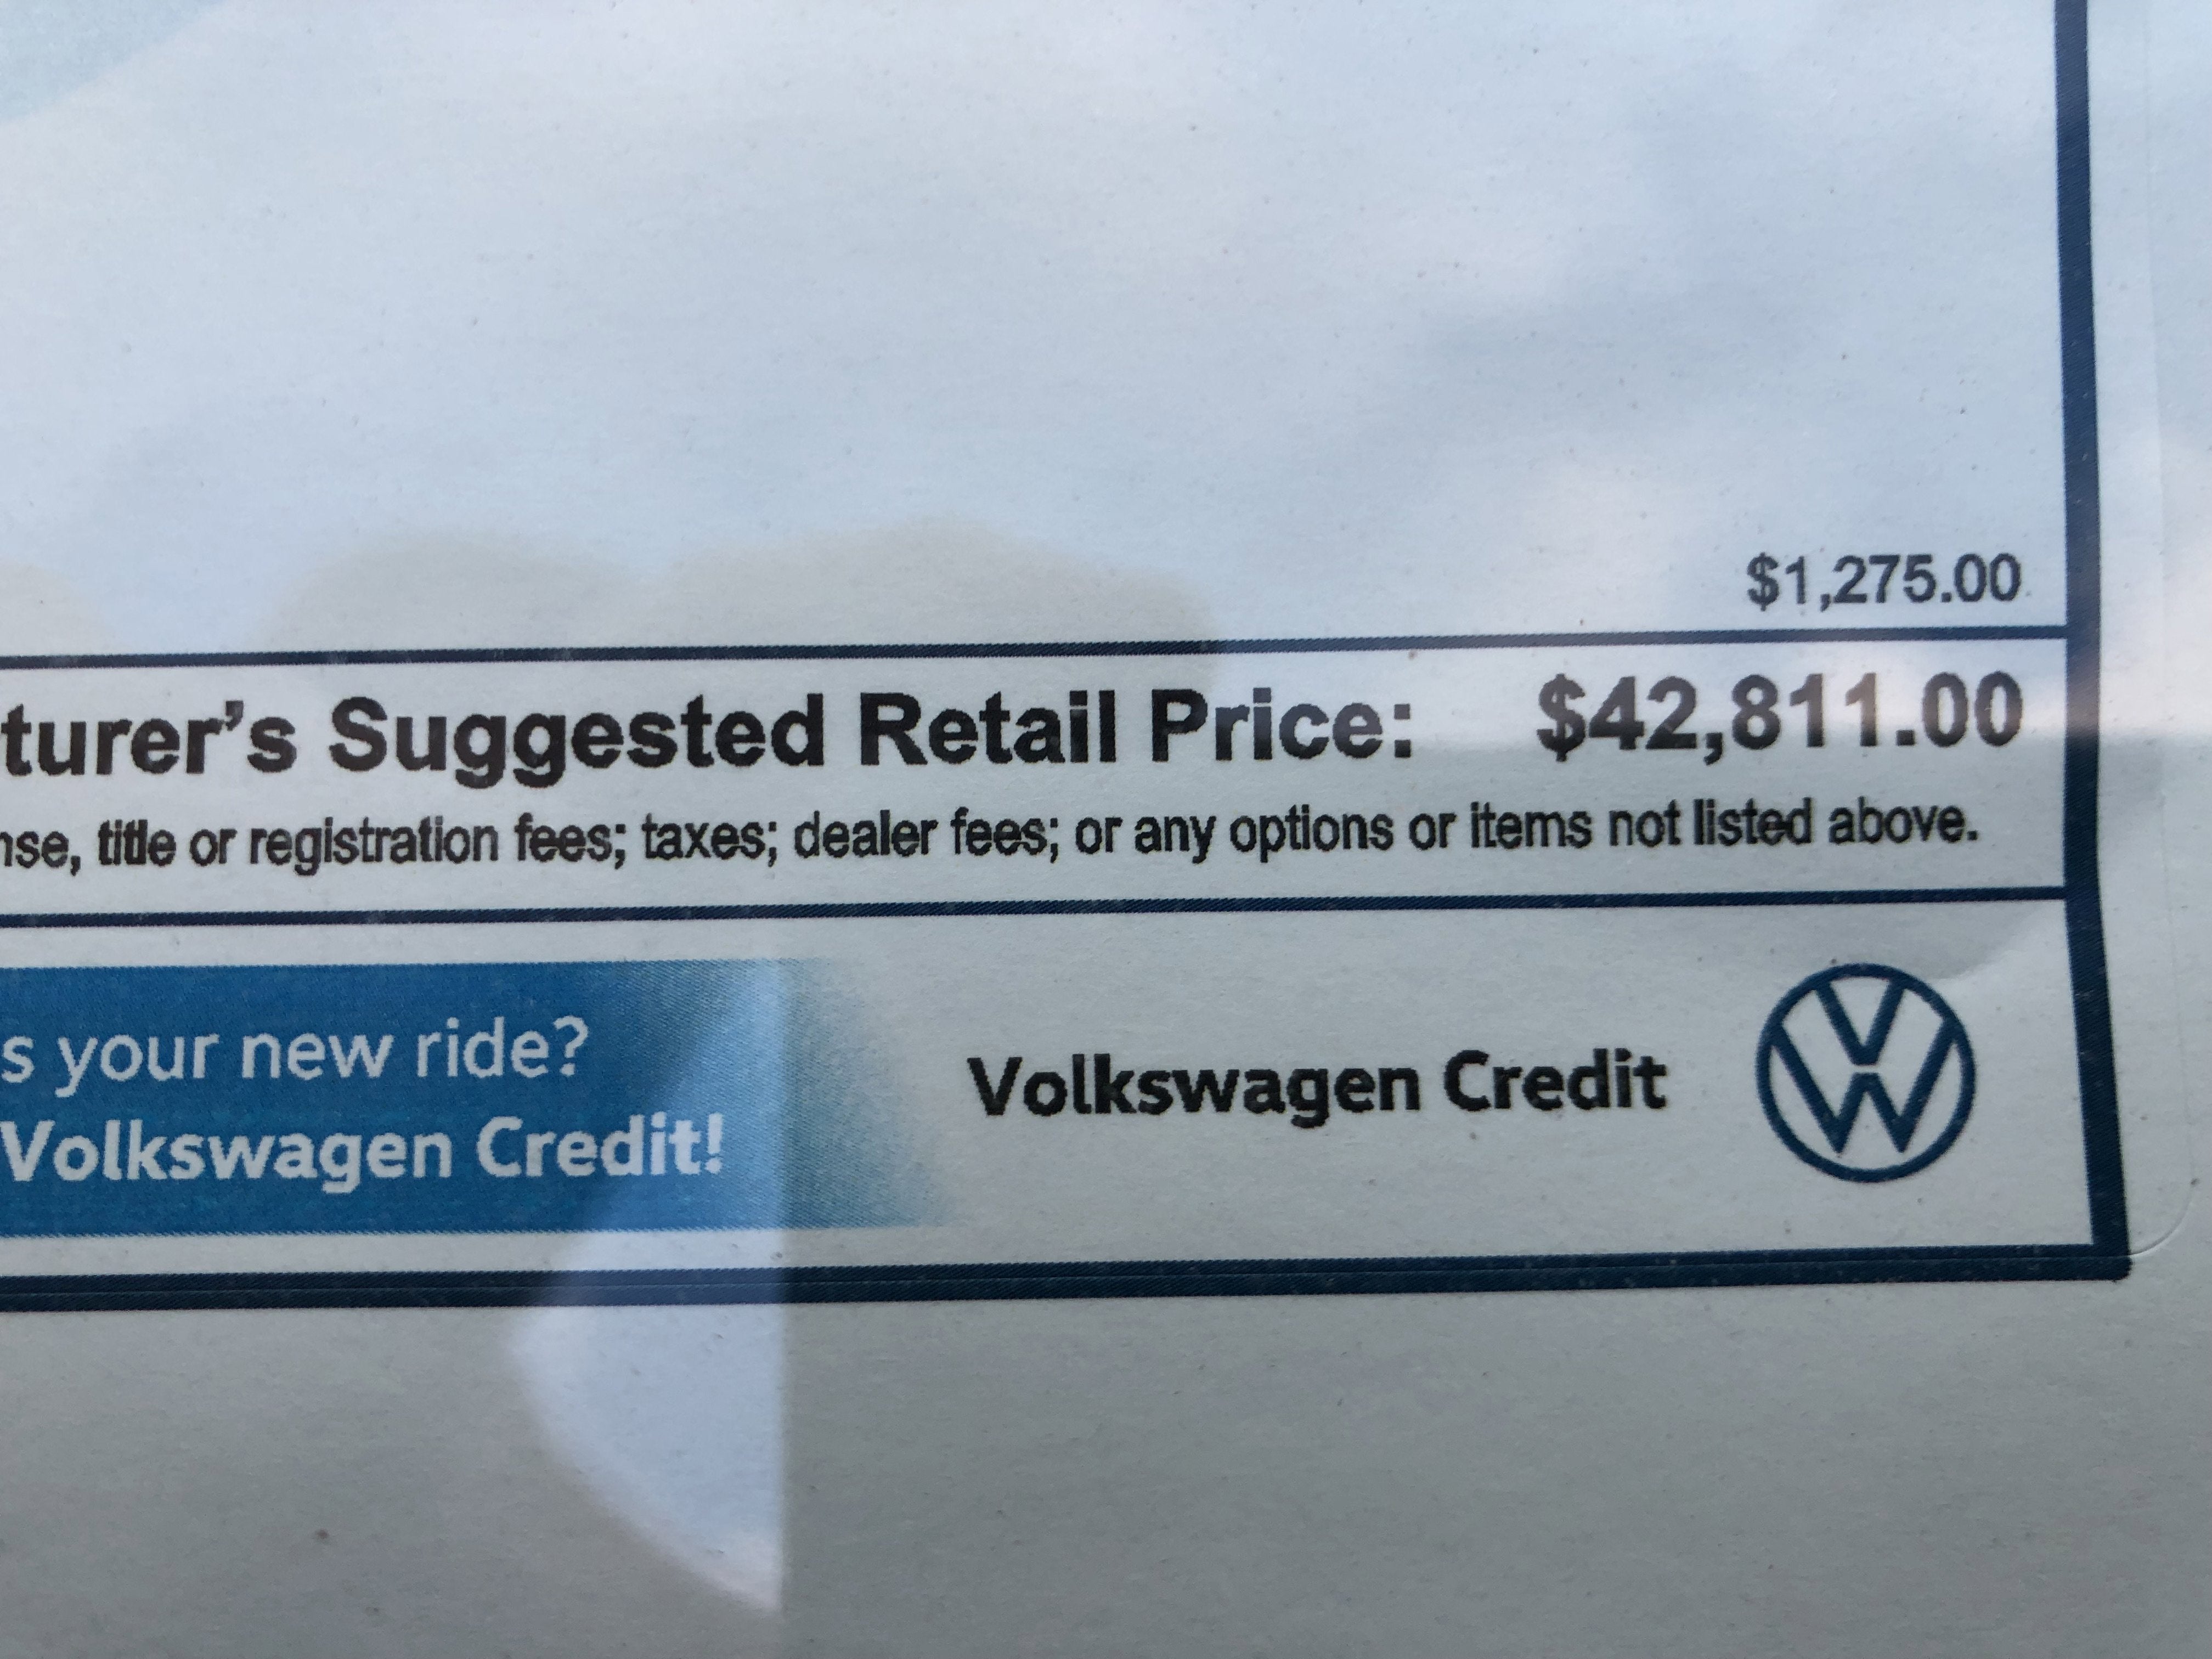 $1,275.00
turer's Suggested Retail Price: $42,811.00
nse, title or registration fees; taxes; dealer fees; or any options or items not listed above.
s your new ride?
Volkswagen Credit!
Volkswagen Credit